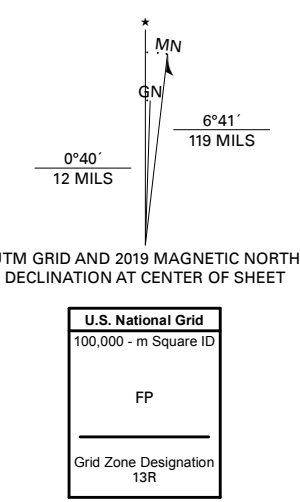 ★
MN
GN
6°41´
119 MILS
0°40´
12 MILS
UTM GRID AND 2019 MAGNETIC NORTH
DECLINATION AT CENTER OF SHEET
U.S. National Grid
100,000 - m Square ID
FP
Grid Zone Designation
13R